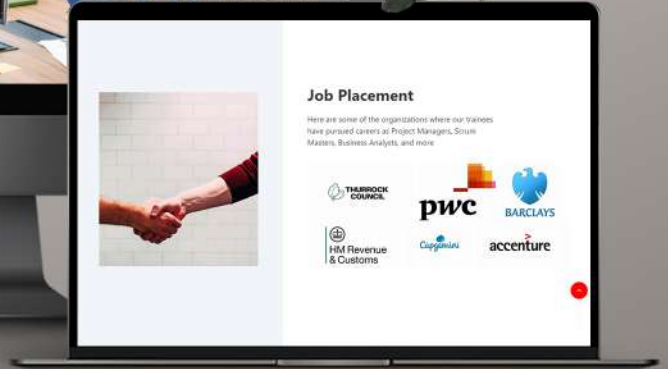 Job Placement
Here are some of the organizations where our trainees
have pursued careers as Project Managers, Scrum
Masters, Business Analysts, and more
THURROCK
COUNCIL
pwc
BARCLAYS
HM Revenue
& Customs
Capgemini
accenture